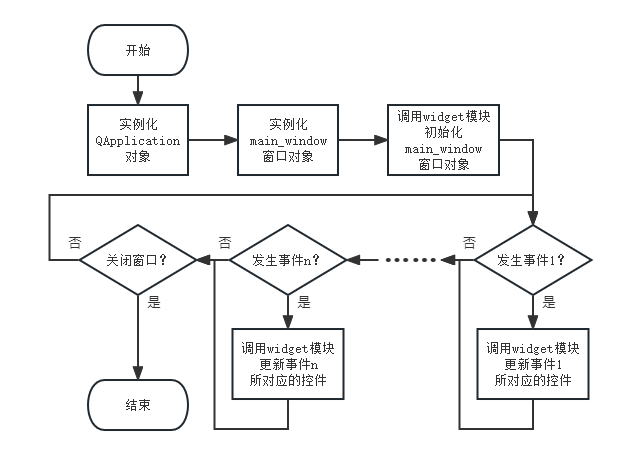 开始
实例化
QApplication
对象
实例化
main_window
窗口对象
调用widget模块
初始化
main_window
窗口对象
否
关闭窗口？
是
否
发生事件n？
是
否
发生事件1？
是
调用widget模块
更新事件n
所对应的控件
调用widget模块
更新事件1
所对应的控件
结束